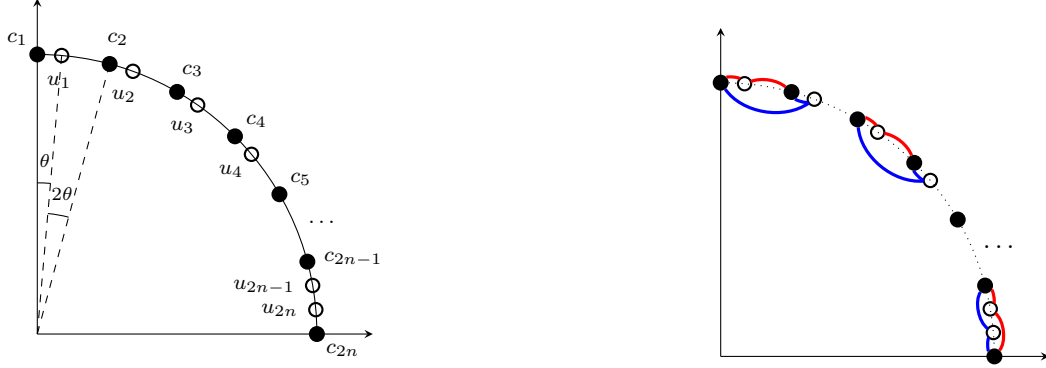 c₁
c₂
c₃
c₄
c₅
...
c₂ₙ₋₁
c₂ₙ
u₁
u₂
u₃
u₄
u₂ₙ₋₁
u₂ₙ
θ
2θ
...